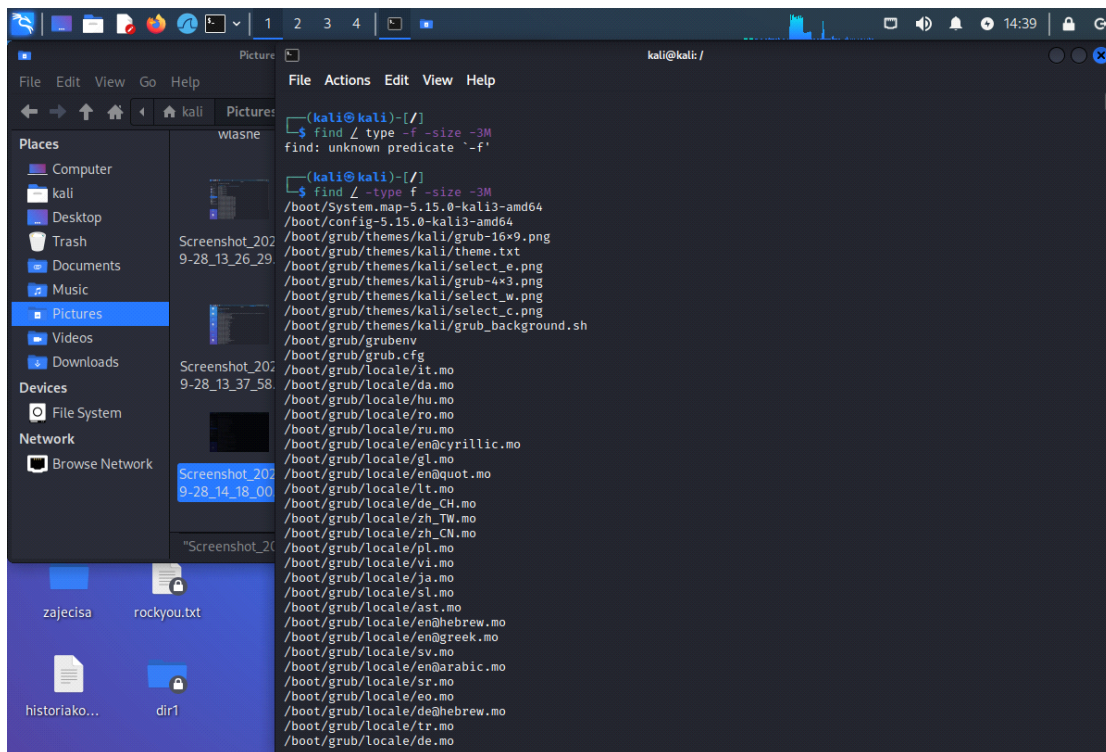 1 2 3 4 14:39
Picture
File Edit View Go Help
kali Pictures
Places
Computer
kali
Desktop
Trash
Documents
Music
Pictures
Videos
Downloads
Devices
File System
Network
Browse Network
wlasne
Screenshot_202
9-28_13_26_29.
Screenshot_202
9-28_13_37_58.
Screenshot_202
9-28_14_18_00.
"Screenshot_20
kali@kali: /
File Actions Edit View Help
┌──(kali㉿kali)-[/]
└─$ find / type -f -size -3M
find: unknown predicate `-f'
┌──(kali㉿kali)-[/]
└─$ find / -type f -size -3M
/boot/System.map-5.15.0-kali3-amd64
/boot/config-5.15.0-kali3-amd64
/boot/grub/themes/kali/grub-16×9.png
/boot/grub/themes/kali/theme.txt
/boot/grub/themes/kali/select_e.png
/boot/grub/themes/kali/grub-4×3.png
/boot/grub/themes/kali/select_w.png
/boot/grub/themes/kali/select_c.png
/boot/grub/themes/kali/grub_background.sh
/boot/grub/grubenv
/boot/grub/grub.cfg
/boot/grub/locale/it.mo
/boot/grub/locale/da.mo
/boot/grub/locale/hu.mo
/boot/grub/locale/ro.mo
/boot/grub/locale/ru.mo
/boot/grub/locale/en@cyrillic.mo
/boot/grub/locale/gl.mo
/boot/grub/locale/en@quot.mo
/boot/grub/locale/lt.mo
/boot/grub/locale/de_CH.mo
/boot/grub/locale/zh_TW.mo
/boot/grub/locale/zh_CN.mo
/boot/grub/locale/pl.mo
/boot/grub/locale/vi.mo
/boot/grub/locale/ja.mo
/boot/grub/locale/sl.mo
/boot/grub/locale/ast.mo
/boot/grub/locale/en@hebrew.mo
/boot/grub/locale/en@greek.mo
/boot/grub/locale/sv.mo
/boot/grub/locale/en@arabic.mo
/boot/grub/locale/sr.mo
/boot/grub/locale/eo.mo
/boot/grub/locale/de@hebrew.mo
/boot/grub/locale/tr.mo
/boot/grub/locale/de.mo
zajecisa rockyou.txt
historiako... dir1